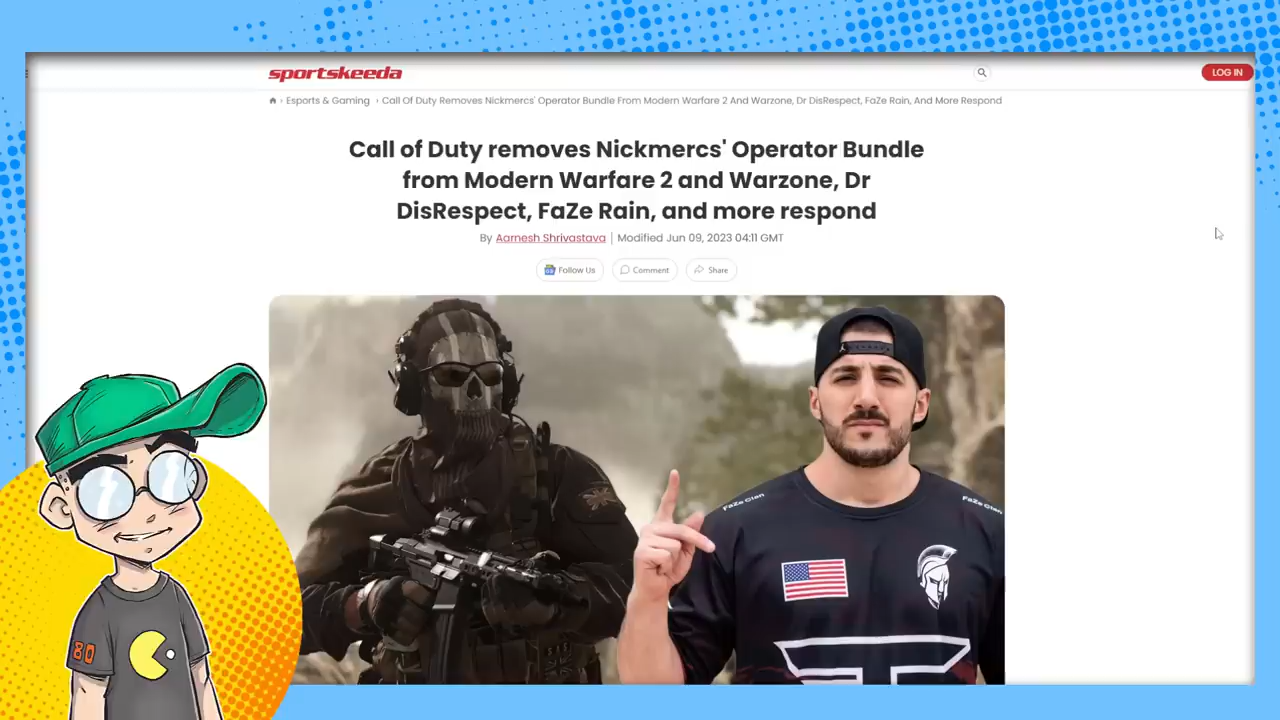 sportskeeda
LOG IN
Esports & Gaming › Call Of Duty Removes Nickmercs' Operator Bundle From Modern Warfare 2 And Warzone, Dr DisRespect, FaZe Rain, And More Respond
Call of Duty removes Nickmercs' Operator Bundle
from Modern Warfare 2 and Warzone, Dr
DisRespect, FaZe Rain, and more respond
By Aarnesh Shrivastava | Modified Jun 09, 2023 04:11 GMT
Follow Us
Comment
Share
FaZe Clan
FaZe Clan
80